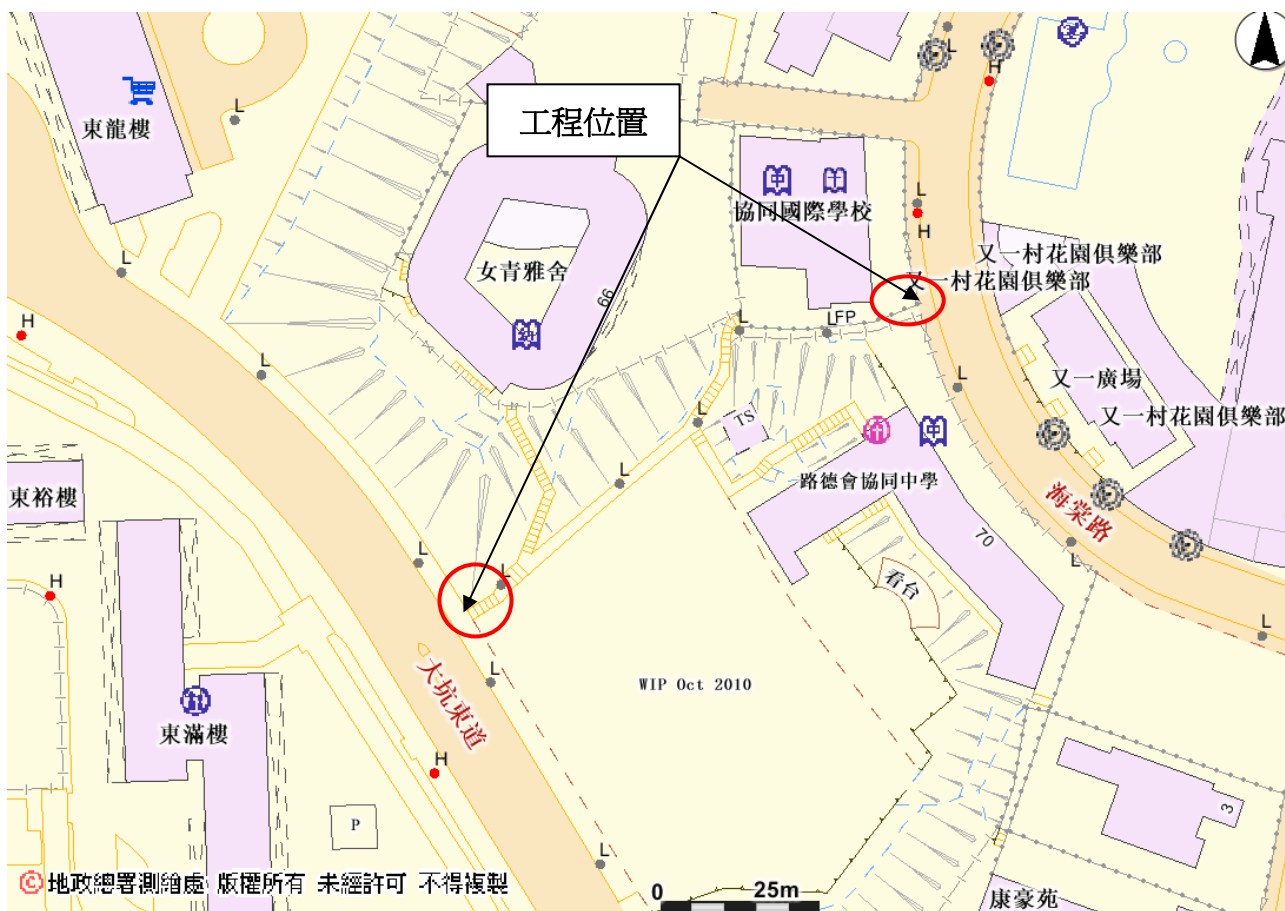 L
H
東龍樓
L
工程位置
協同國際學校
L
H
又一村花園俱樂部
又一村花園俱樂部
女青雅舍
66
L
H
幼
中
L
LFP
L
L
L
又一廣場
又一村花園俱樂部
TS
L
中
路德會協同中學
L
東裕樓
海棠路
70
L
L
L
H
L
看台
L
L
WIP Oct 2010
大坑東道
東滿樓
H
3
P
L
©地政總署測繪處 版權所有 未經許可 不得複製
0 25m
康豪苑